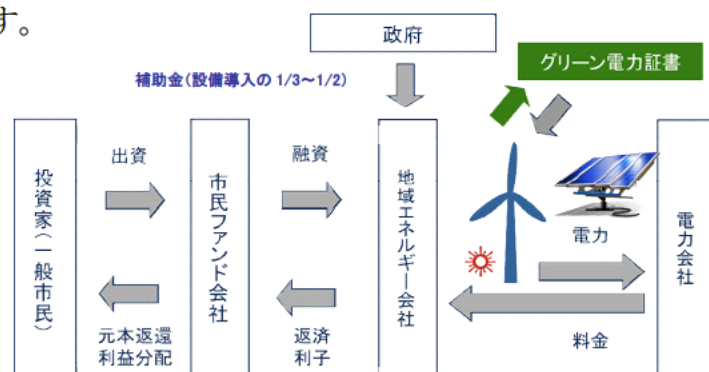 す。
政府
グリーン電力証書
補助金(設備導入の 1/3~1/2)
投資家(一般市民)
出資
元本返還
利益分配
市民ファンド会社
融資
返済
利子
地域エネルギー会社
電力
料金
電力会社